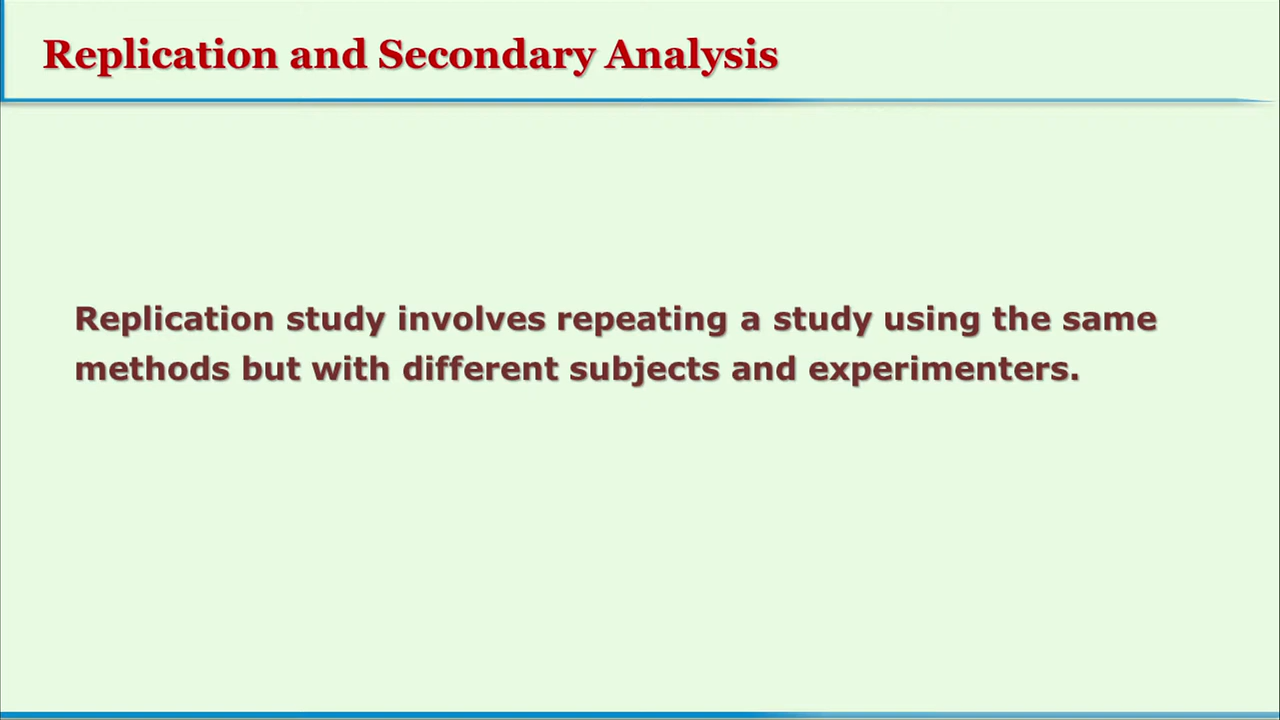 Replication and Secondary Analysis
Replication study involves repeating a study using the same
methods but with different subjects and experimenters.